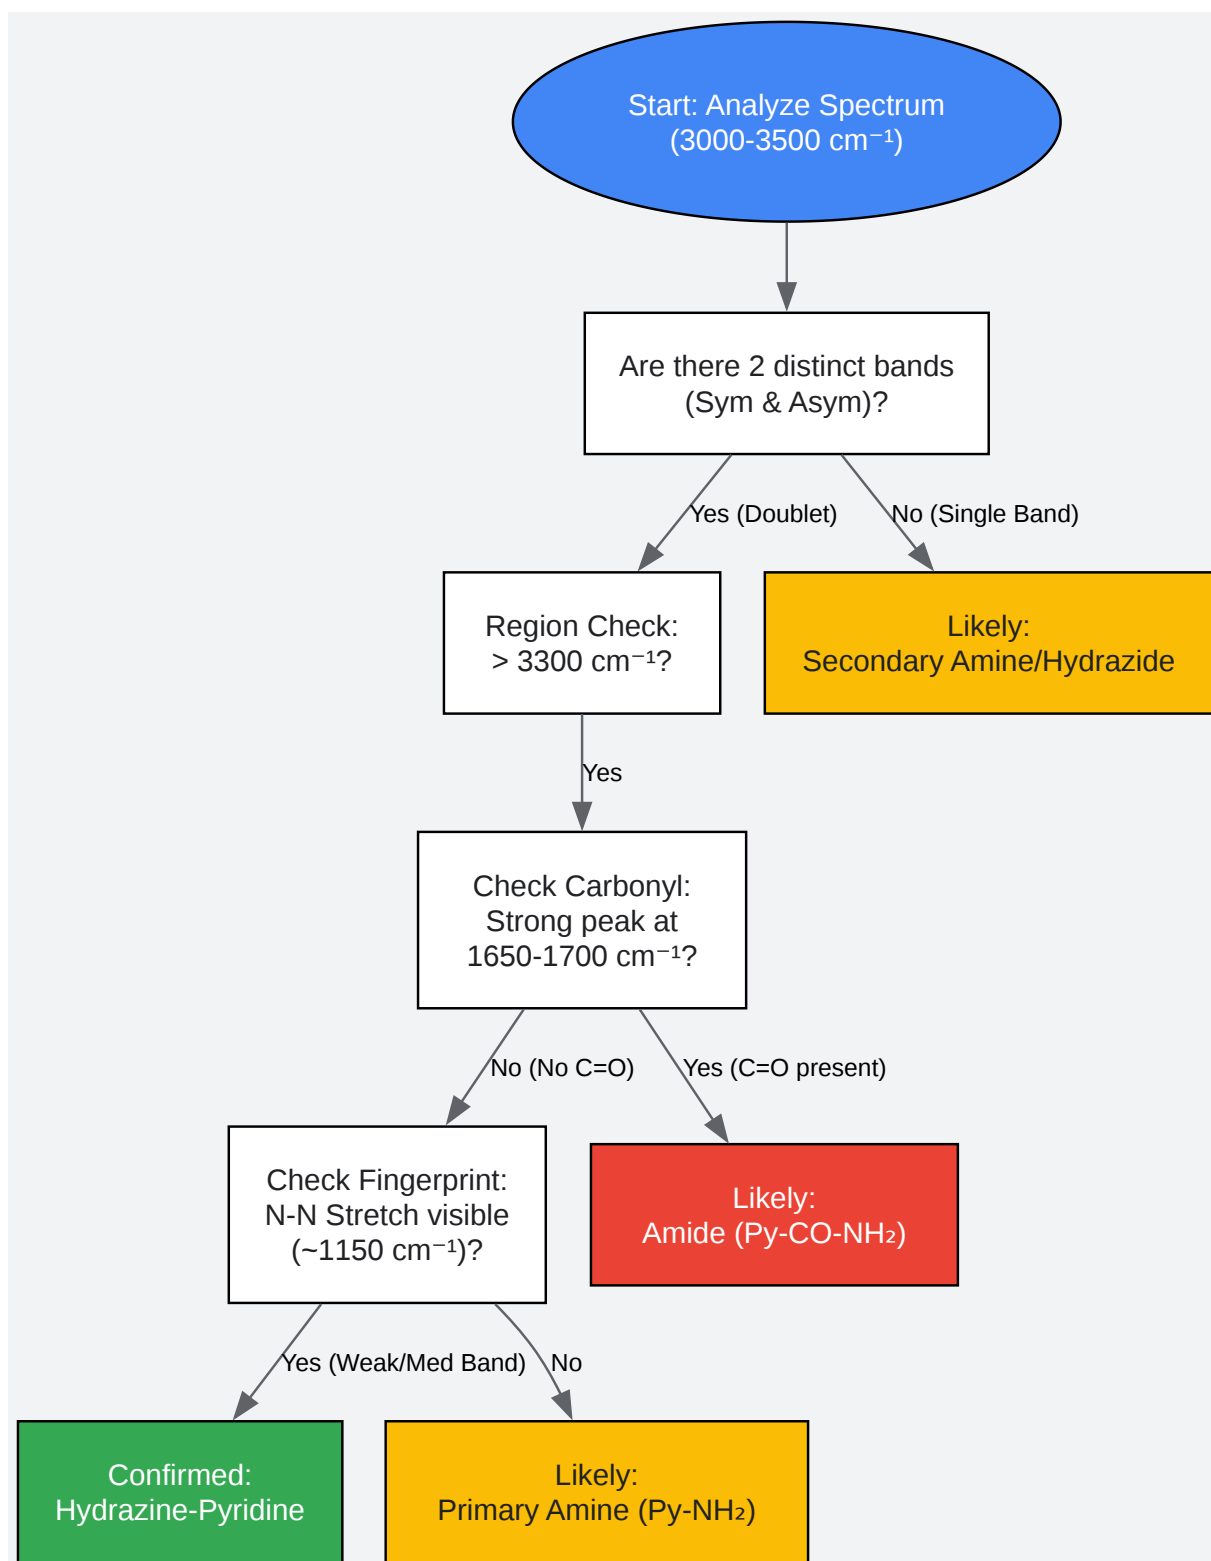 Start: Analyze Spectrum
(3000-3500 cm⁻¹)
Are there 2 distinct bands
(Sym & Asym)?
Yes (Doublet)
No (Single Band)
Region Check:
> 3300 cm⁻¹?
Likely:
Secondary Amine/Hydrazide
Yes
Check Carbonyl:
Strong peak at
1650-1700 cm⁻¹?
No (No C=O)
Yes (C=O present)
Check Fingerprint:
N-N Stretch visible
(~1150 cm⁻¹)?
Likely:
Amide (Py-CO-NH₂)
Yes (Weak/Med Band)
No
Confirmed:
Hydrazine-Pyridine
Likely:
Primary Amine (Py-NH₂)